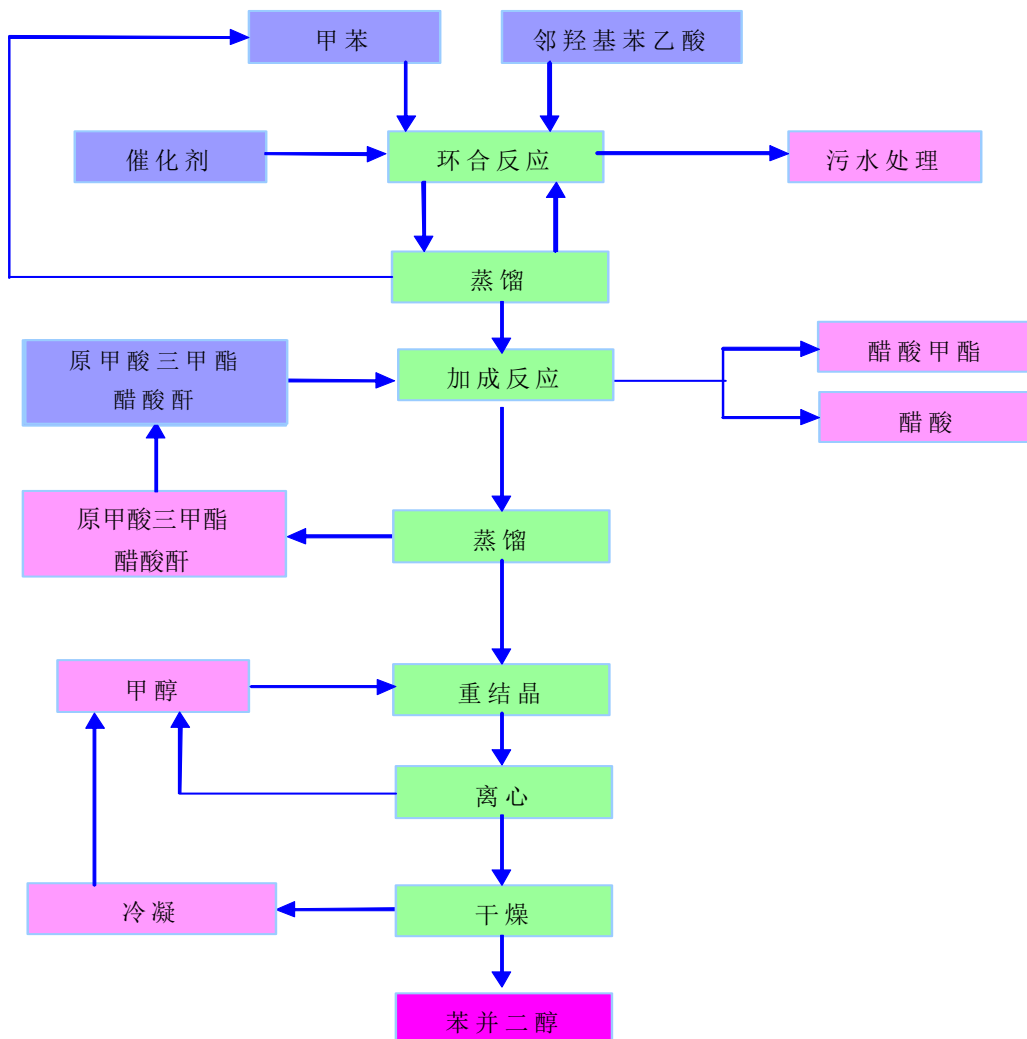 甲苯
邻羟基苯乙酸
催化剂
环合反应
污水处理
蒸馏
原甲酸三甲酯
醋酸酐
加成反应
醋酸甲酯
醋酸
原甲酸三甲酯
醋酸酐
蒸馏
甲醇
重结晶
离心
冷凝
干燥
苯并二醇